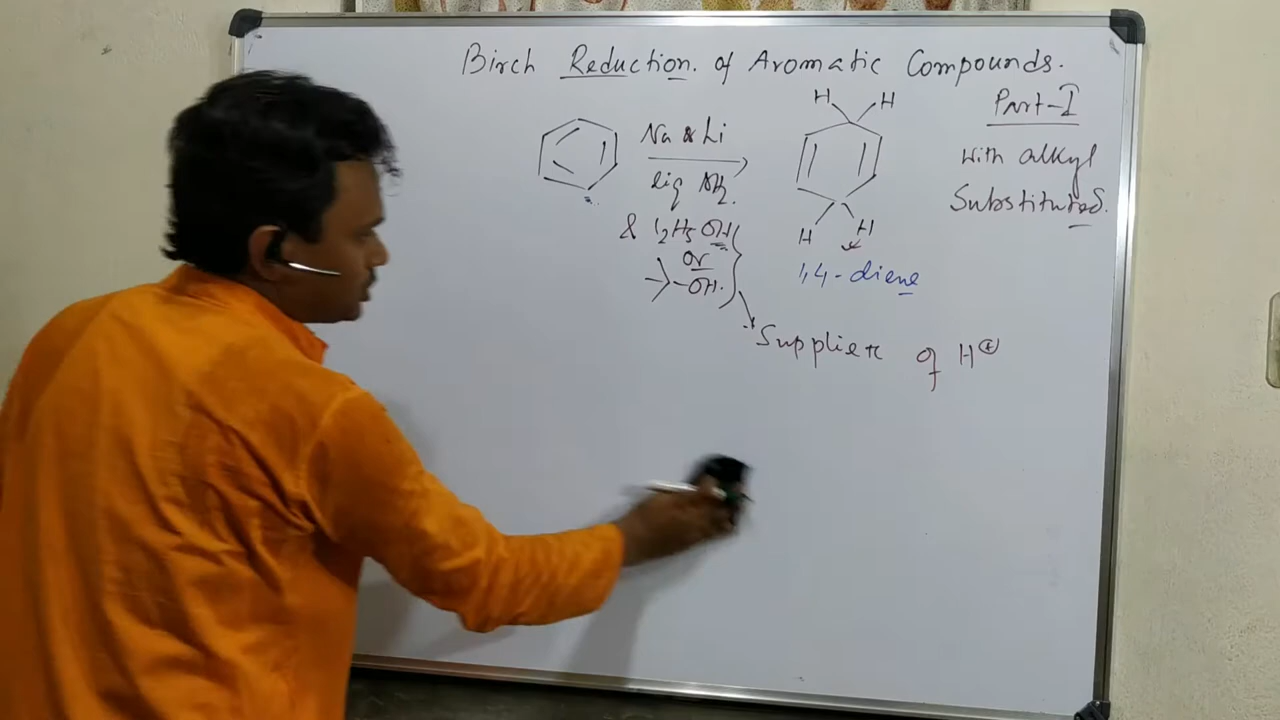 Birch Reduction of Aromatic Compounds.
Part-I
With alkyl
Substituted.
H H
Na & Li
liq NH3.
& C2H5OH
Or
-OH.
H H
1,4-diene
Supplier of H⊕